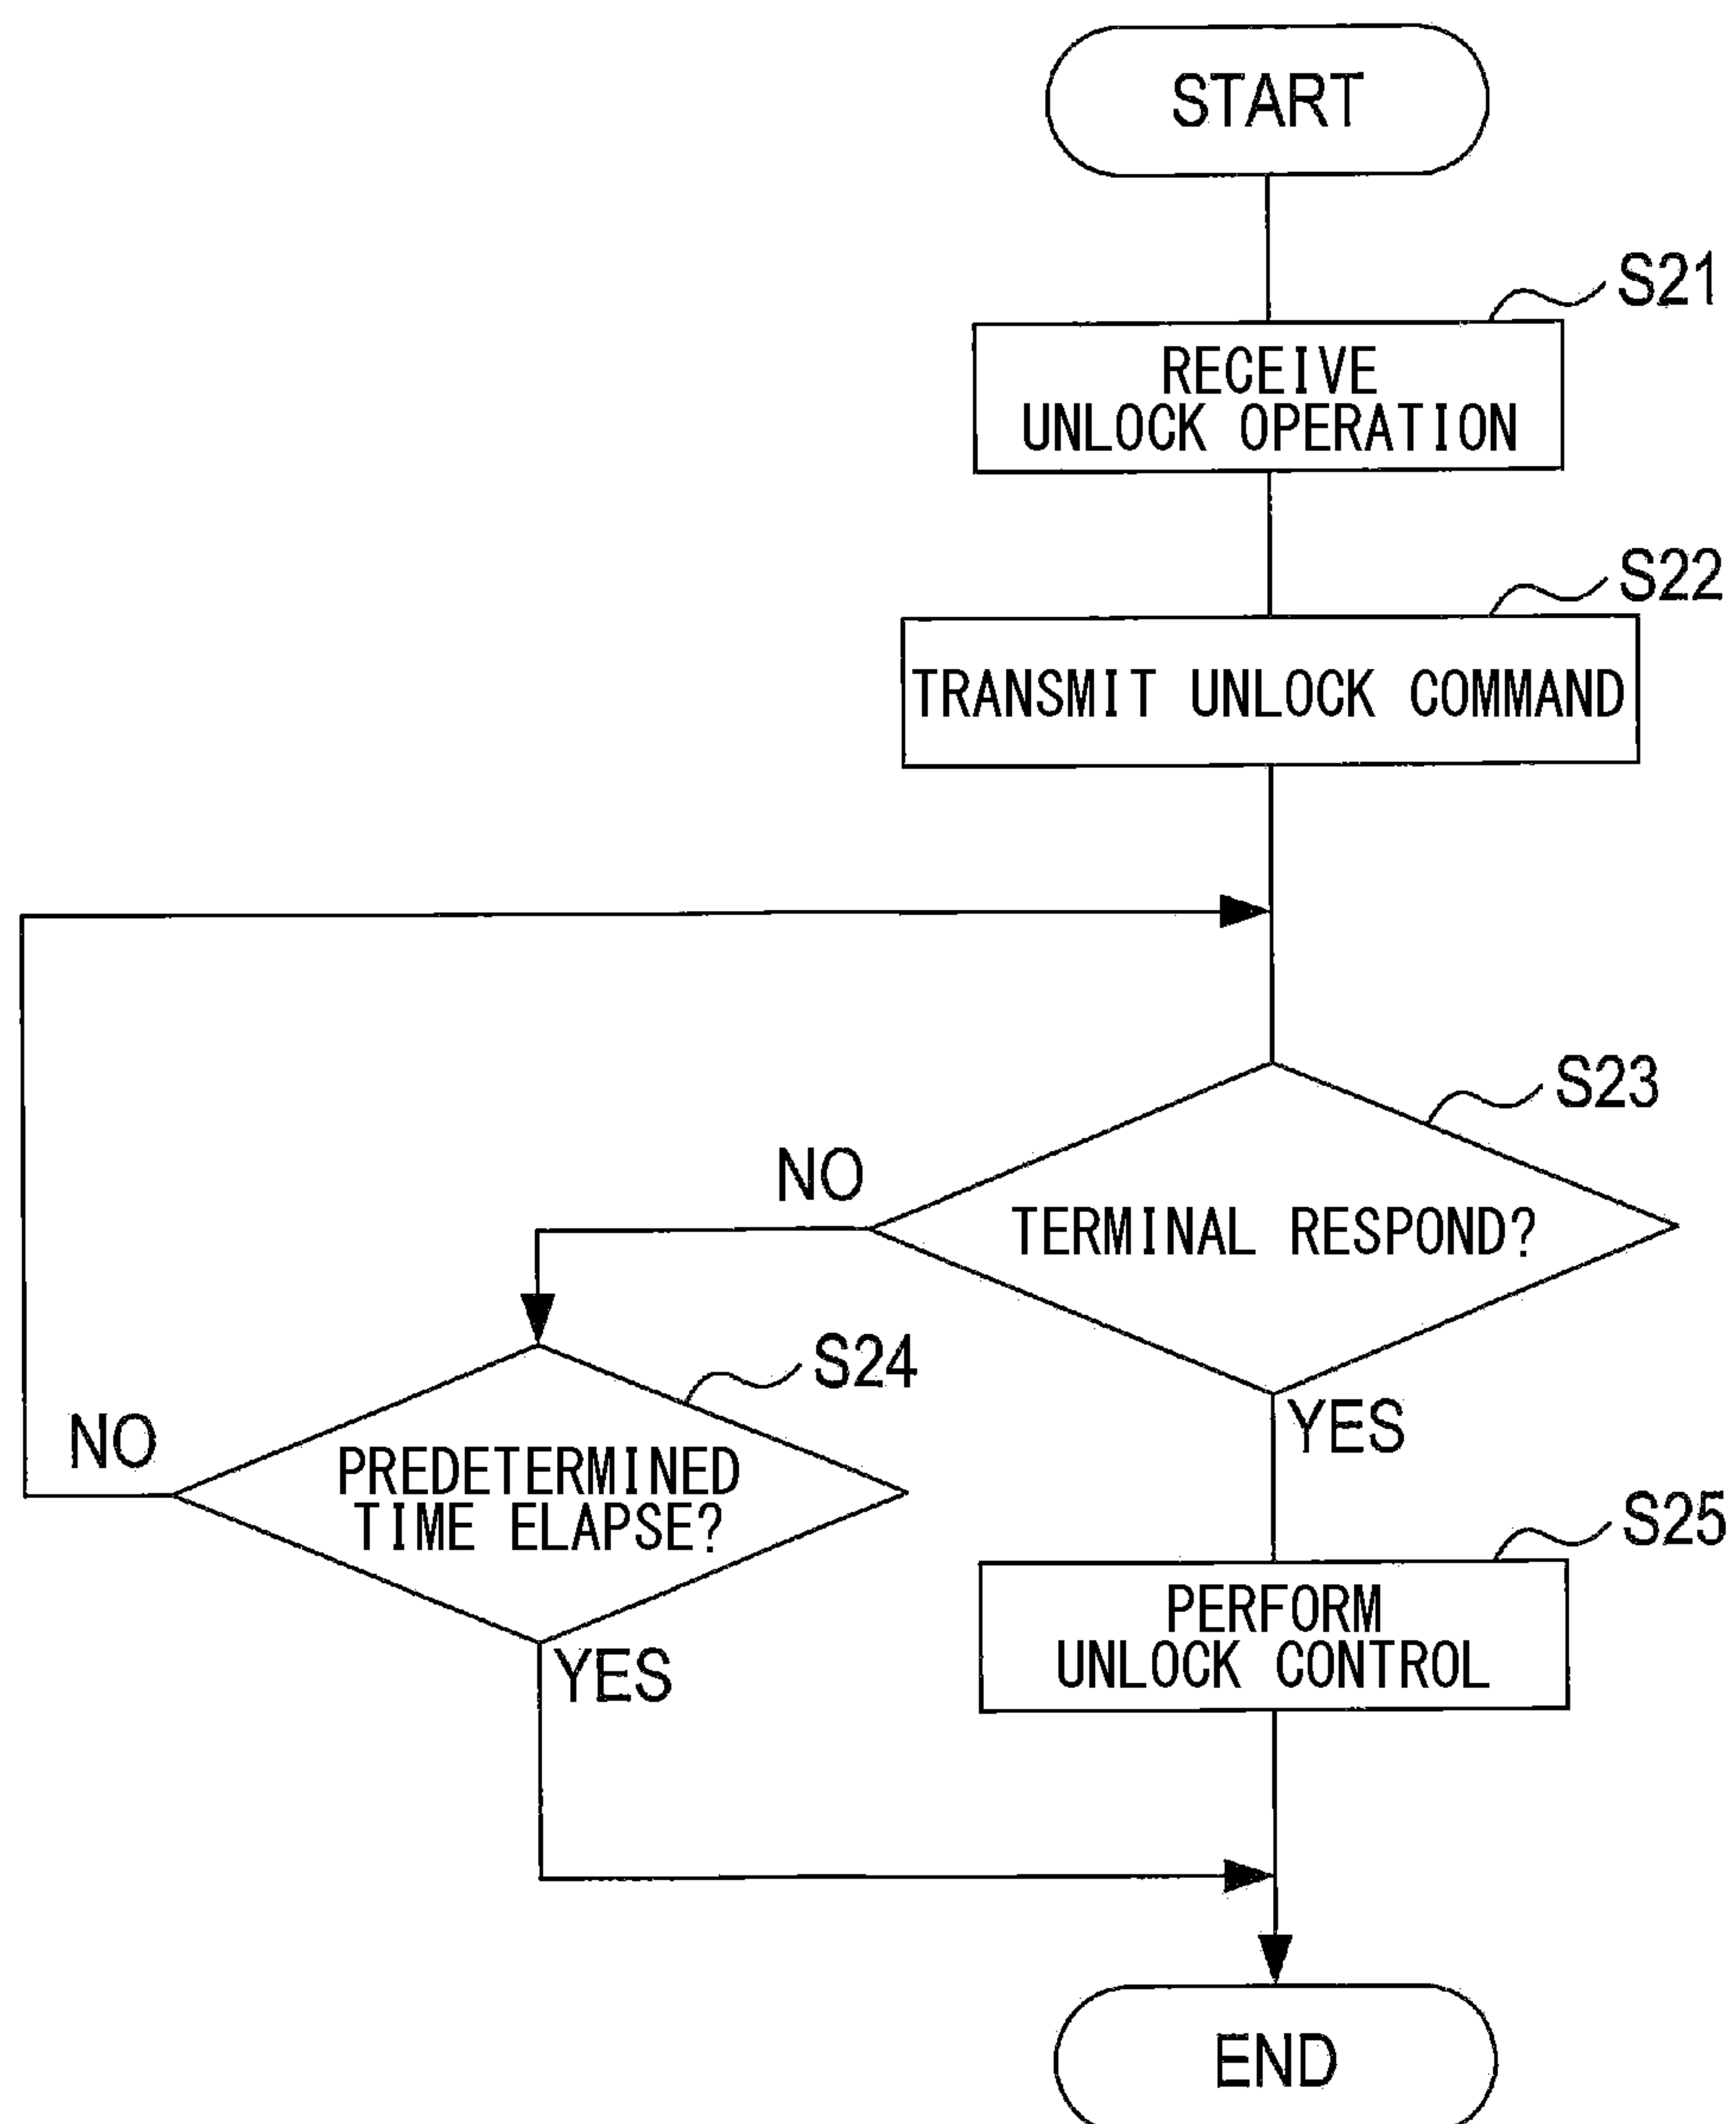 START
S21
RECEIVE
UNLOCK OPERATION
S22
TRANSMIT UNLOCK COMMAND
S23
NO
TERMINAL RESPOND?
S24
YES
NO
PREDETERMINED
TIME ELAPSE?
S25
PERFORM
UNLOCK CONTROL
YES
END